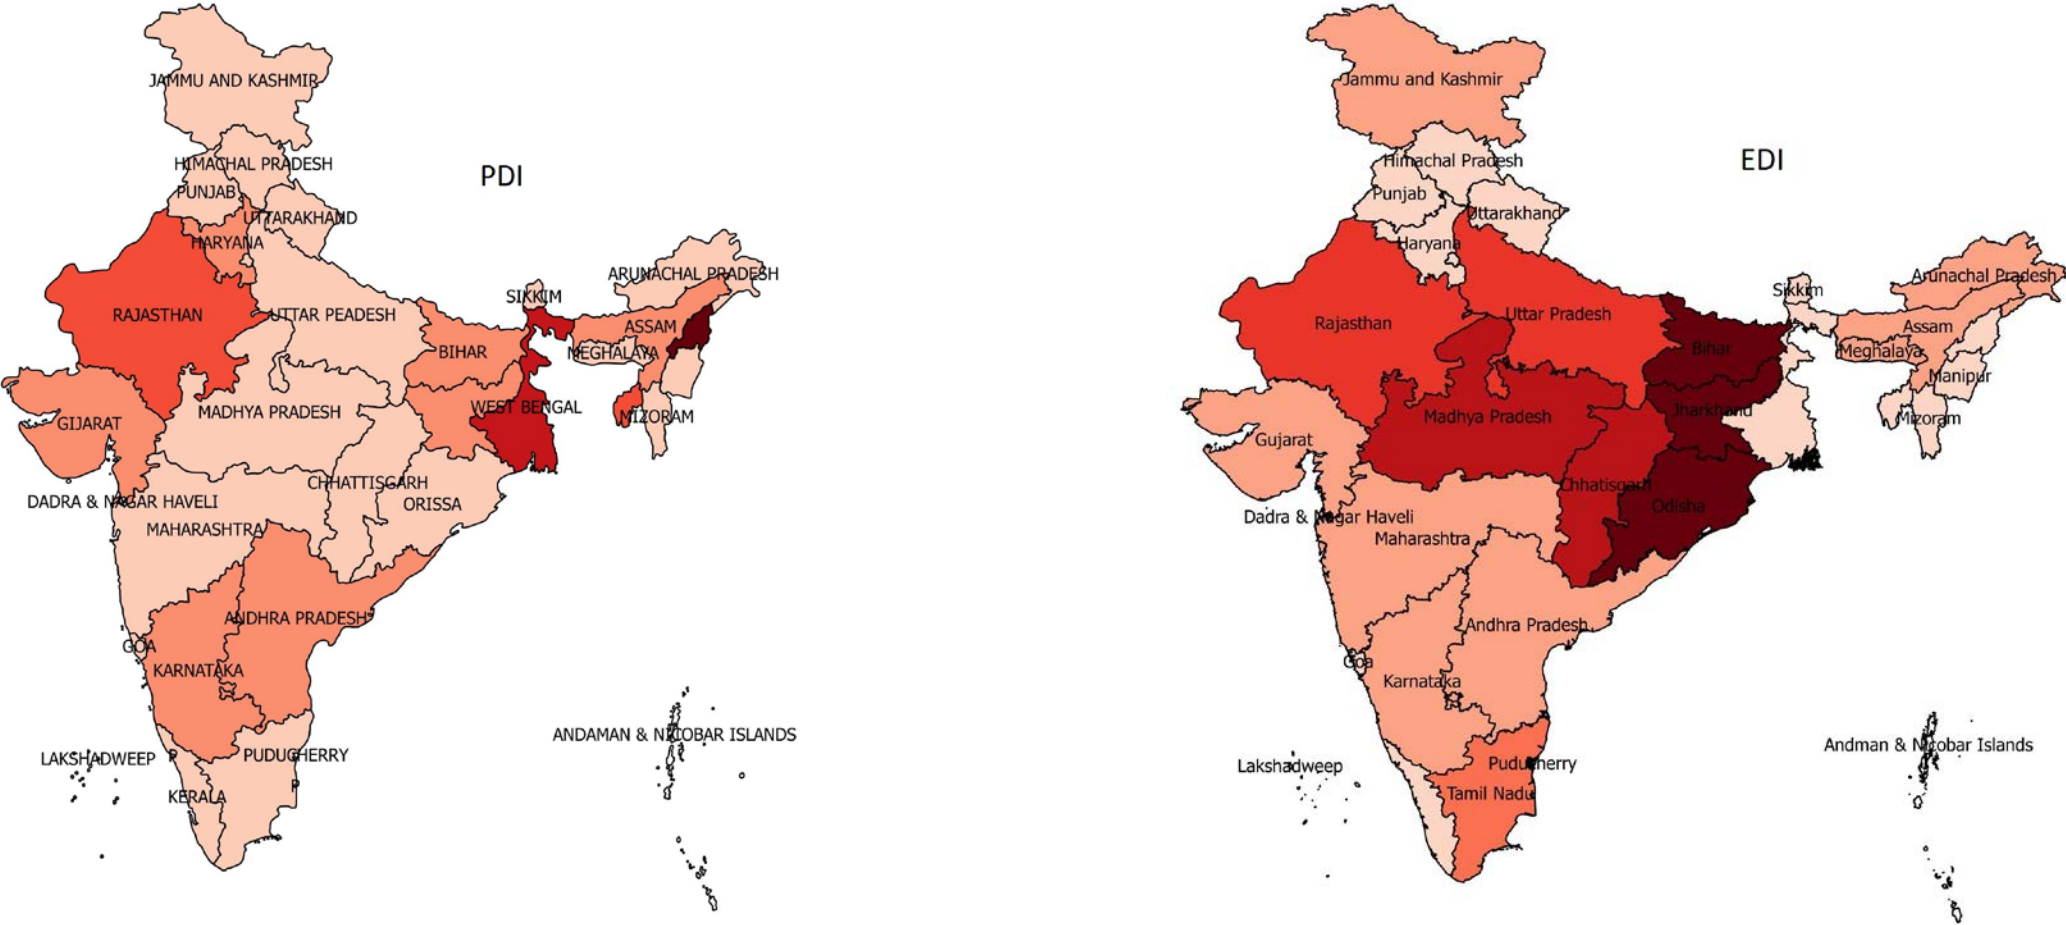 JAMMU AND KASHMIR
HIMACHAL PRADESH
PDI
PUNJAB
UTTARAKHAND
HARYANA
ARUNACHAL PRADESH
SIKKIM
RAJASTHAN
UTTAR PEADESH
ASSAM
BIHAR
MEGHALAYA
WEST BENGAL
MADHYA PRADESH
MIZORAM
GIJARAT
CHHATTISGARH
DADRA & NAGAR HAVELI
ORISSA
MAHARASHTRA
ANDHRA PRADESH
GOA
KARNATAKA
ANDAMAN & NICOBAR ISLANDS
LAKSHADWEEP
P
PUDUCHERRY
P
KERALA
Jammu and Kashmir
Himachal Pradesh
EDI
Punjab
Uttarakhand
Haryana
Arunachal Pradesh
Sikkim
Uttar Pradesh
Rajasthan
Assam
Bihar
Meghalaya
Manipur
Jharkhand
Madhya Pradesh
Mizoram
Gujarat
Chhatisgarh
Odisha
Dadra & Nagar Haveli
Maharashtra
Andhra Pradesh
Goa
Karnataka
Andman & Nicobar Islands
Lakshadweep
Puducherry
Tamil Nadu